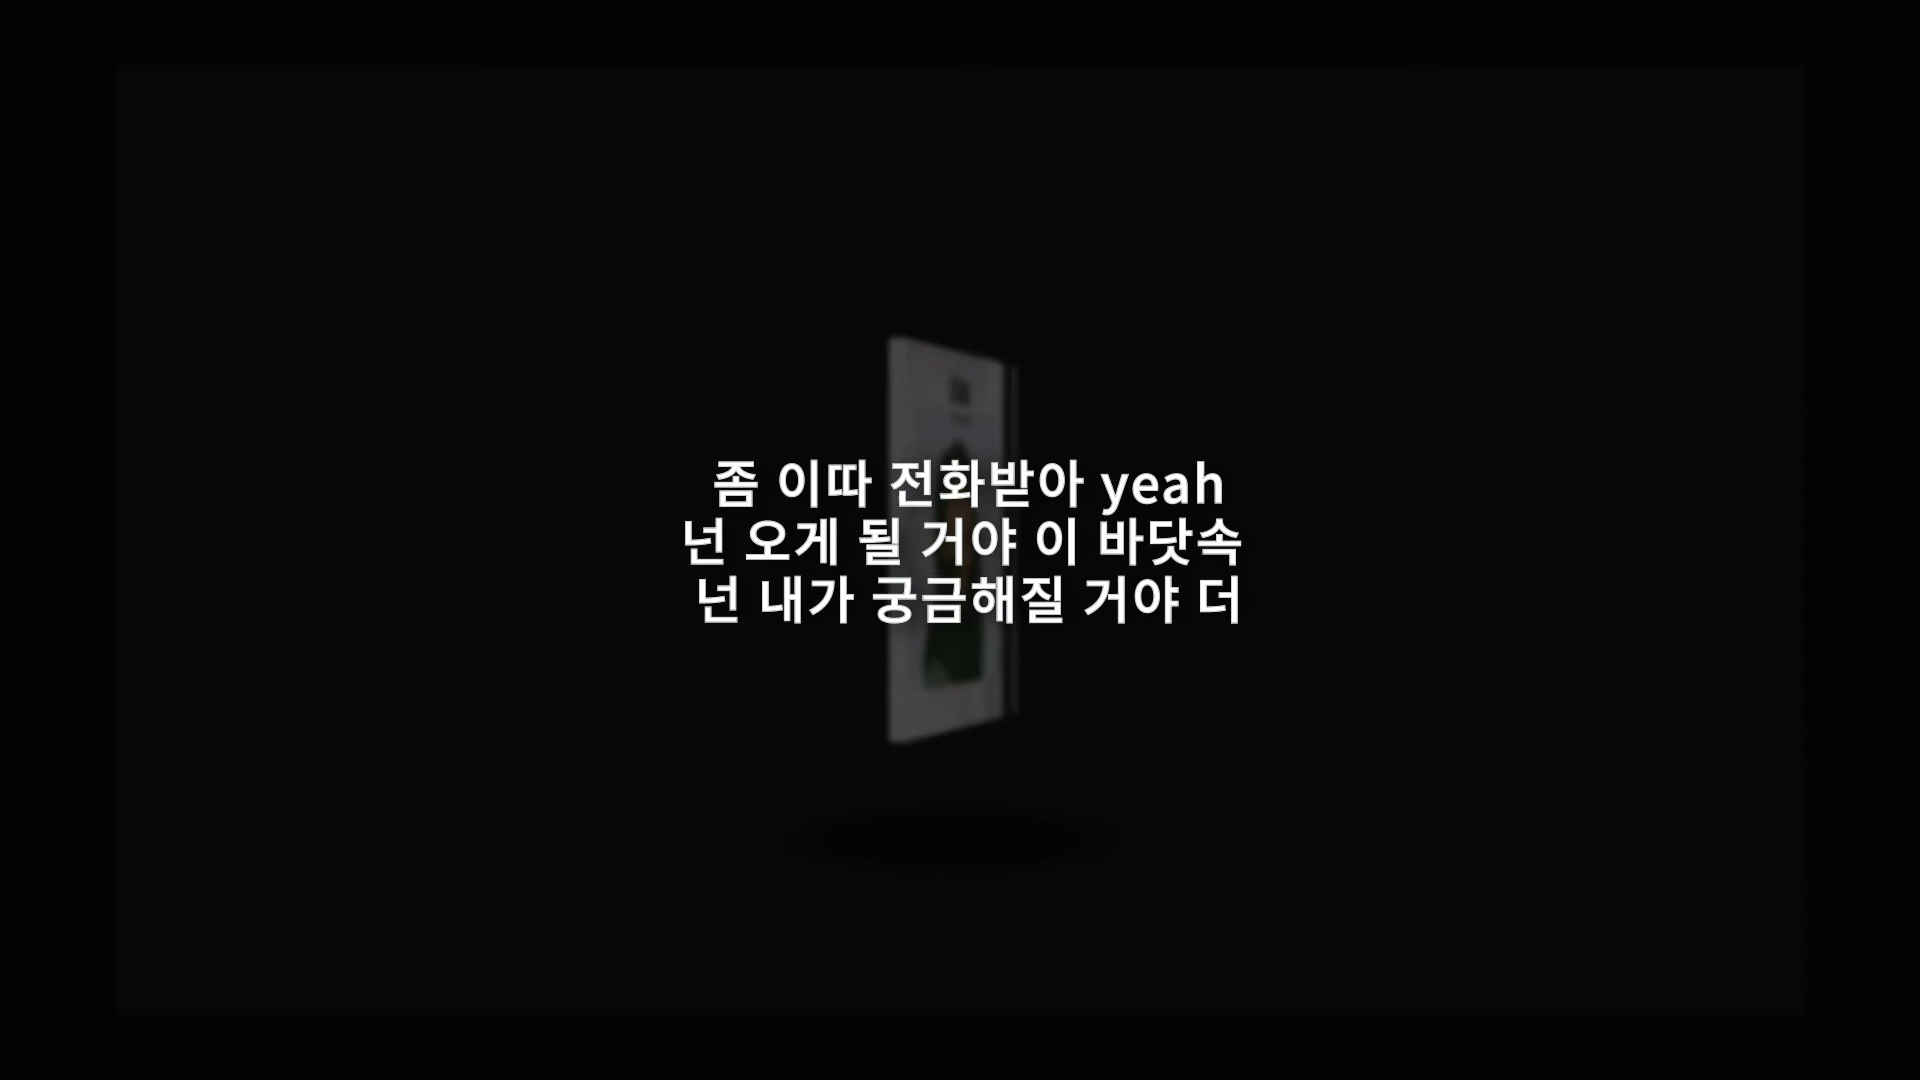 좀 이따 전화받아 yeah
넌 오게 될 거야 이 바닷속
넌 내가 궁금해질 거야 더